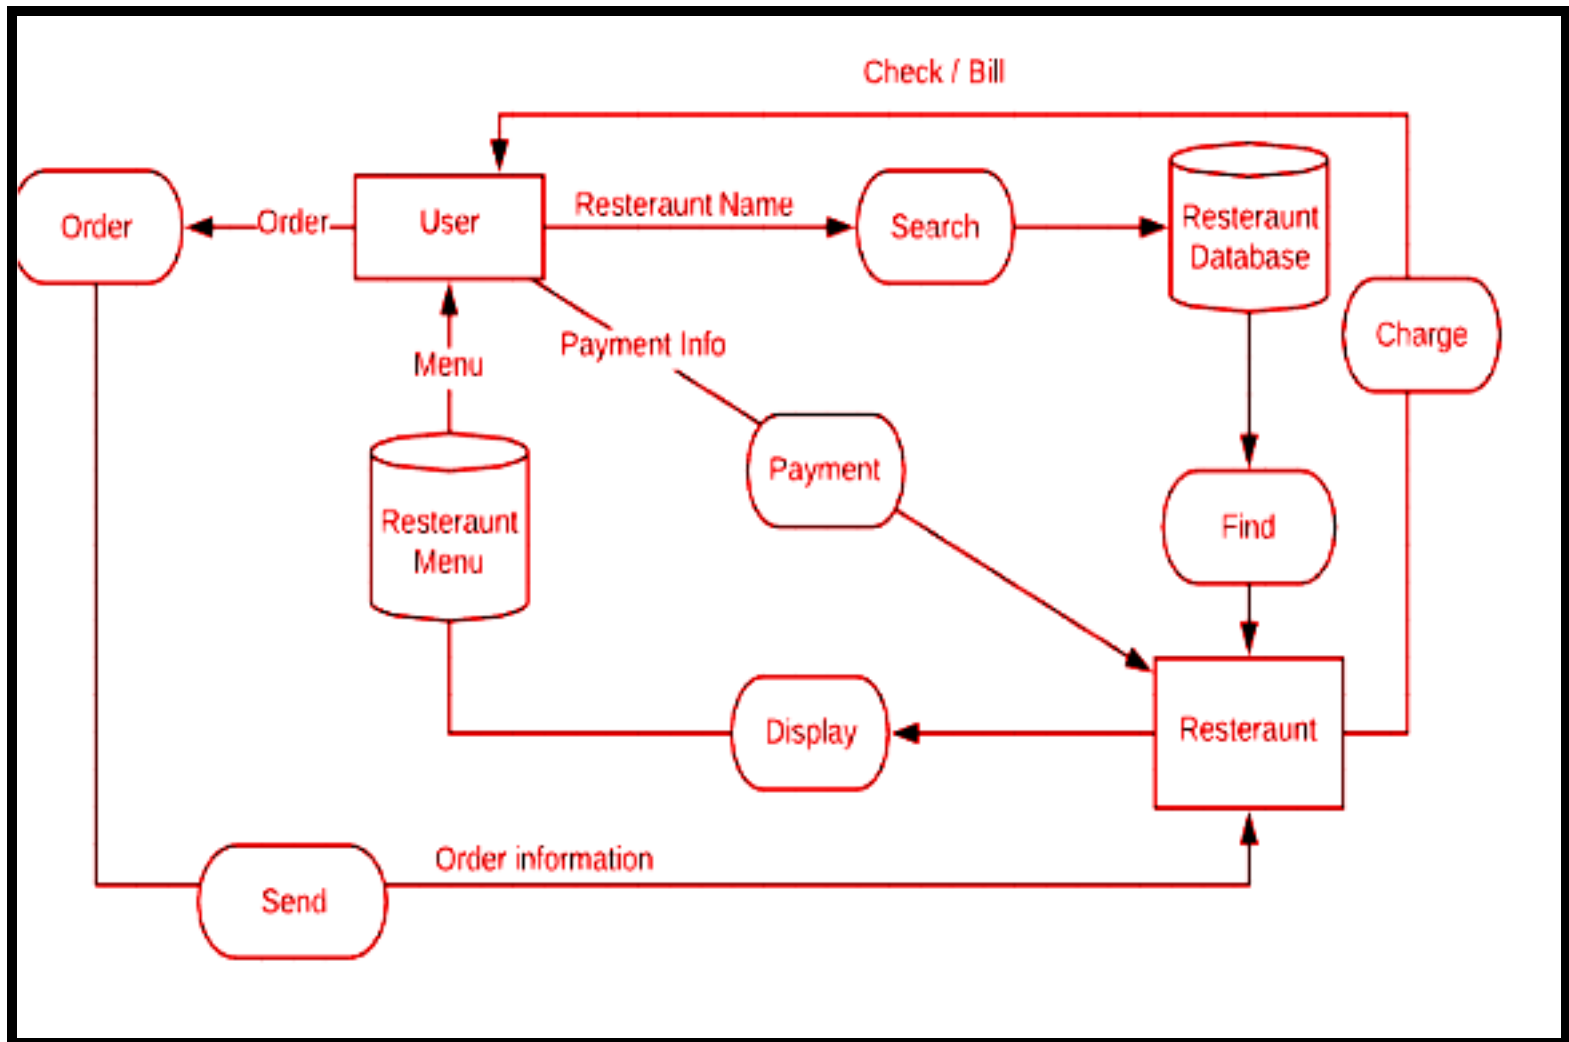 Check / Bill
Order
Order
User
Resteraunt Name
Search
Resteraunt
Database
Charge
Payment Info
Menu
Payment
Resteraunt
Menu
Find
Display
Resteraunt
Order information
Send